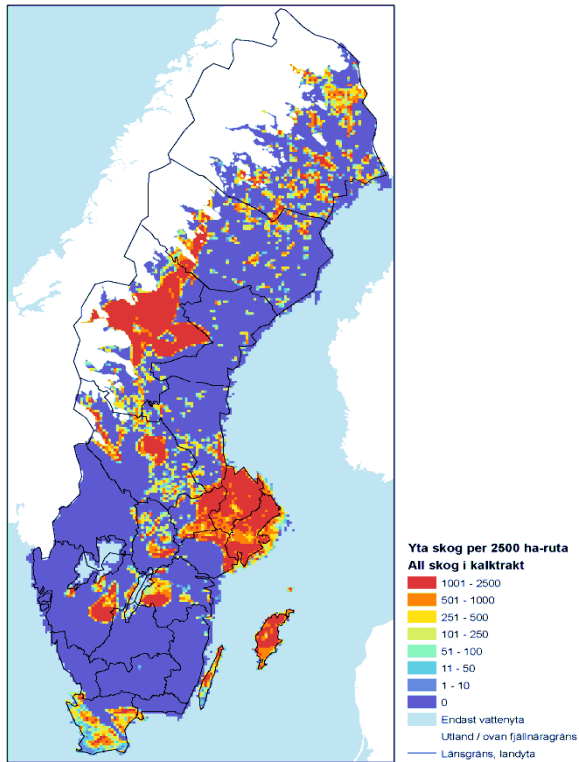 Yta skog per 2500 ha-ruta
All skog i kalktrakt
1001 - 2500
501 - 1000
251 - 500
101 - 250
51 - 100
11 - 50
1 - 10
0
Endast vattenyta
Utland / ovan fjällnäragräns
Länsgräns, landyta